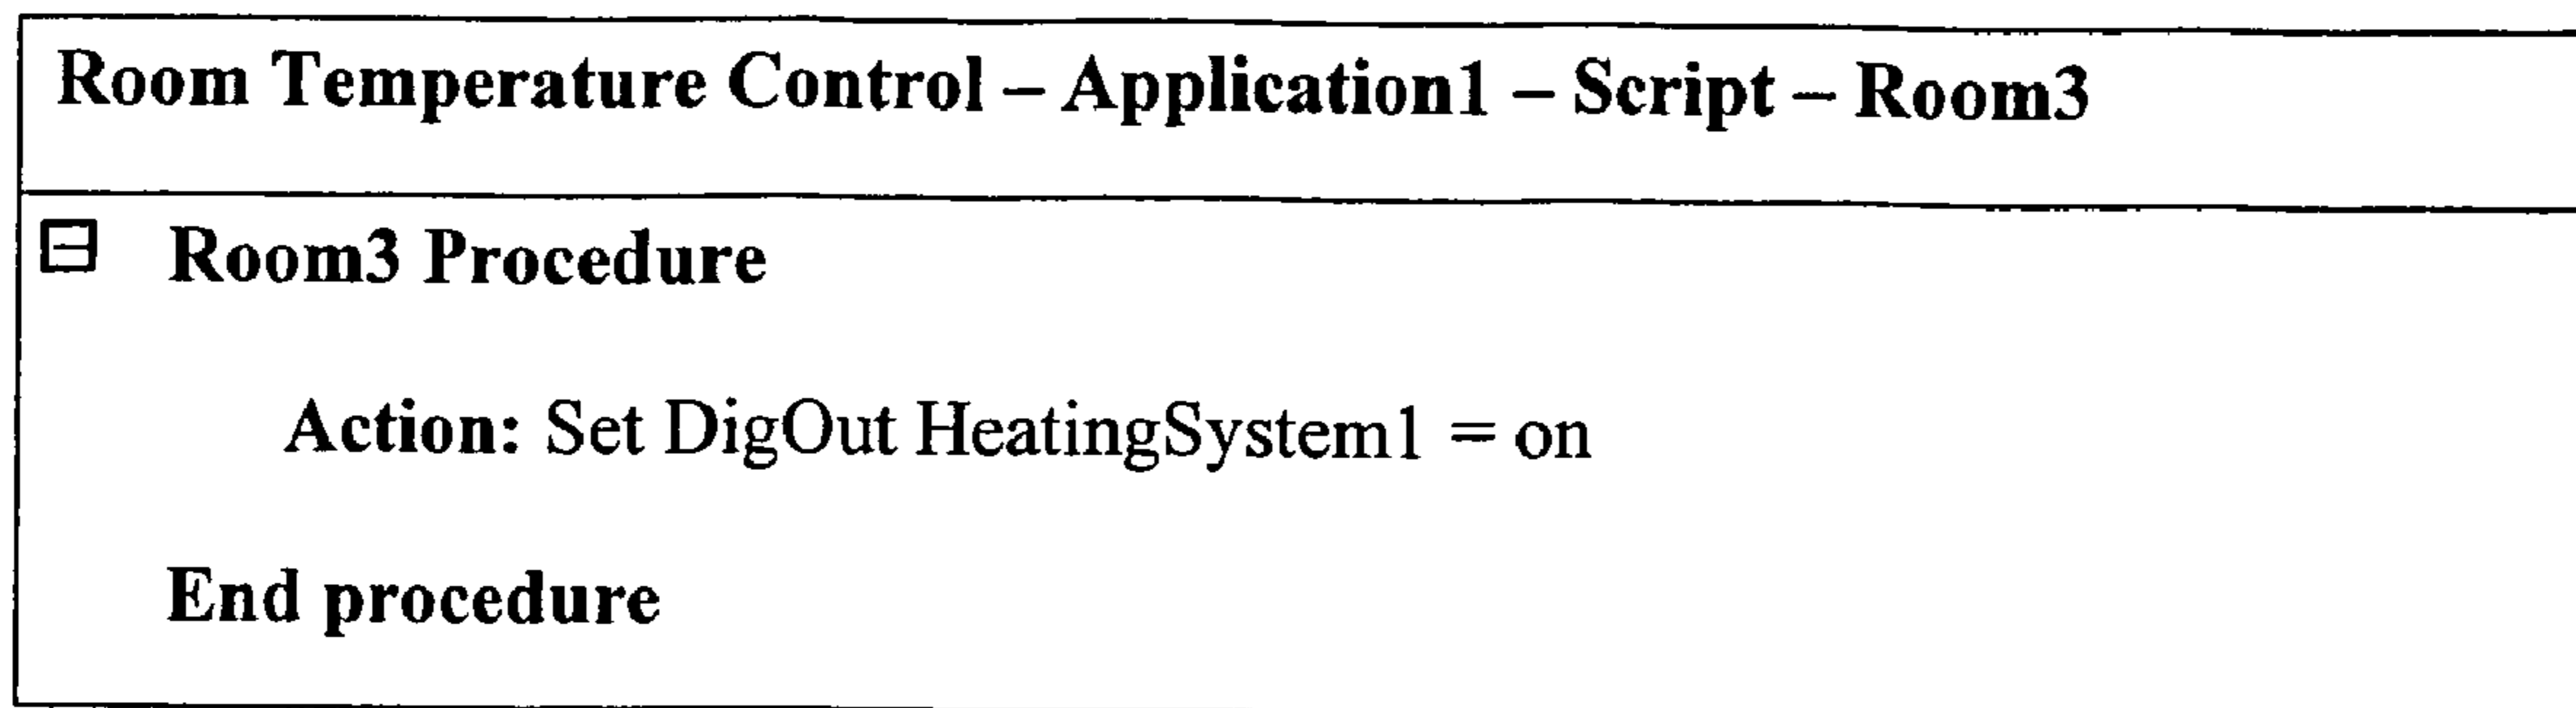 Room Temperature Control – Application1 – Script – Room3
Room3 Procedure
Action: Set DigOut HeatingSystem1 = on
End procedure